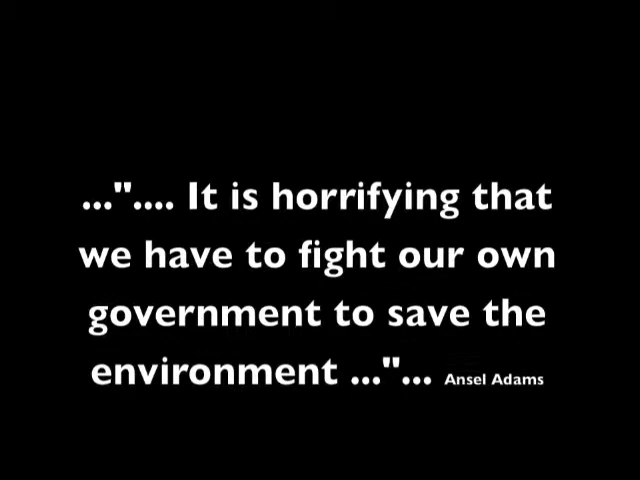 ...".... It is horrifying that
we have to fight our own
government to save the
environment ..."... Ansel Adams